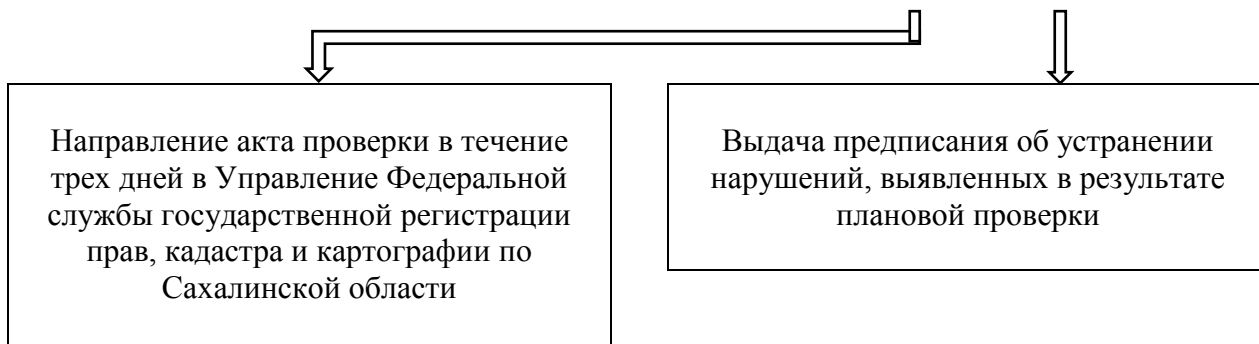 Направление акта проверки в течение
трех дней в Управление Федеральной
службы государственной регистрации
прав, кадастра и картографии по
Сахалинской области
Выдача предписания об устранении
нарушений, выявленных в результате
плановой проверки